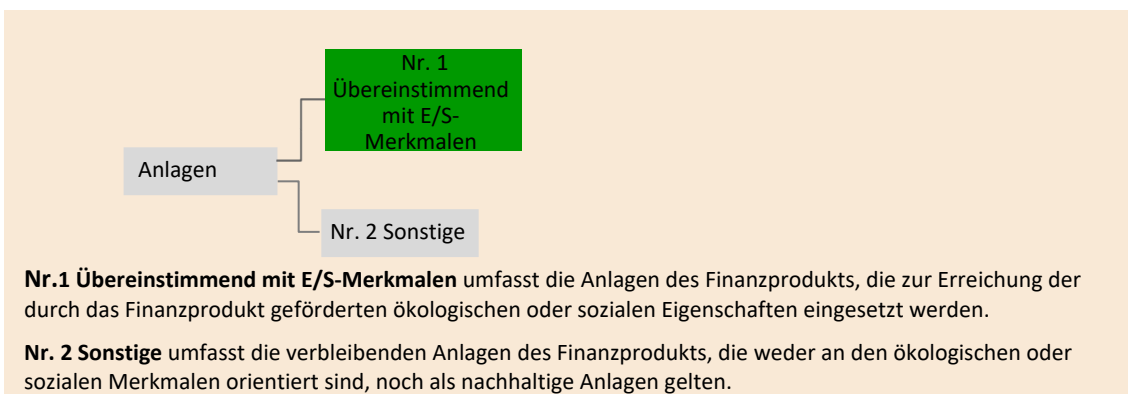 Nr. 1
Übereinstimmend
mit E/S-
Merkmalen
Anlagen
Nr. 2 Sonstige
Nr.1 Übereinstimmend mit E/S-Merkmalen umfasst die Anlagen des Finanzprodukts, die zur Erreichung der
durch das Finanzprodukt geförderten ökologischen oder sozialen Eigenschaften eingesetzt werden.
Nr. 2 Sonstige umfasst die verbleibenden Anlagen des Finanzprodukts, die weder an den ökologischen oder
sozialen Merkmalen orientiert sind, noch als nachhaltige Anlagen gelten.